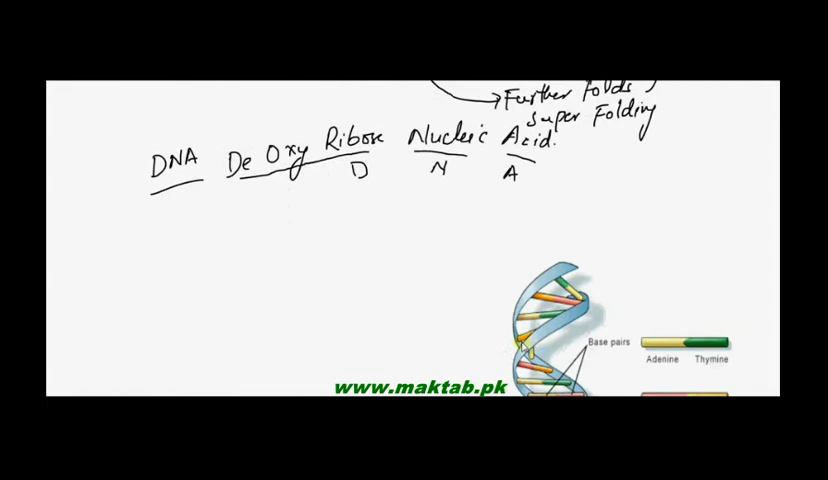 Further Folds
Super Folding
DNA De Oxy Ribose Nucleic Acid.
D N A
Base pairs
Adenine Thymine
www.maktab.pk